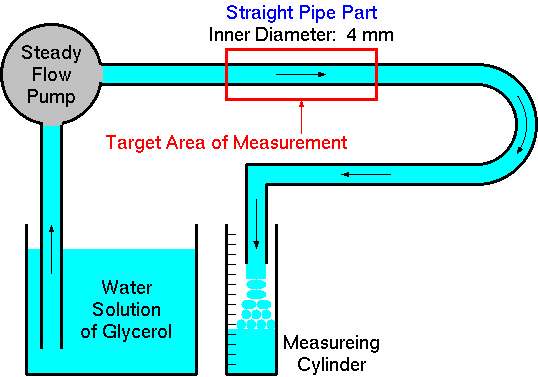 Straight Pipe Part
Inner Diameter: 4 mm
Steady
Flow
Pump
Target Area of Measurement
Water
Solution
of Glycerol
Measureing
Cylinder